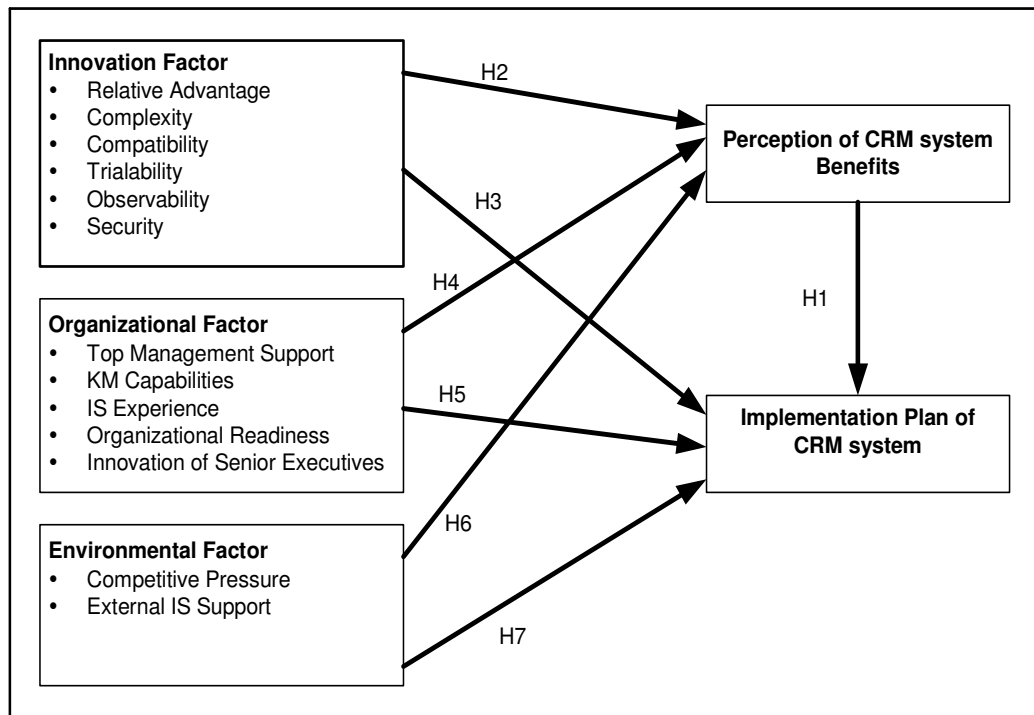 Innovation Factor
• Relative Advantage
• Complexity
• Compatibility
• Trialability
• Observability
• Security
Organizational Factor
• Top Management Support
• KM Capabilities
• IS Experience
• Organizational Readiness
• Innovation of Senior Executives
Environmental Factor
• Competitive Pressure
• External IS Support
H2
H3
H4
H5
H6
H7
Perception of CRM system
Benefits
H1
Implementation Plan of
CRM system